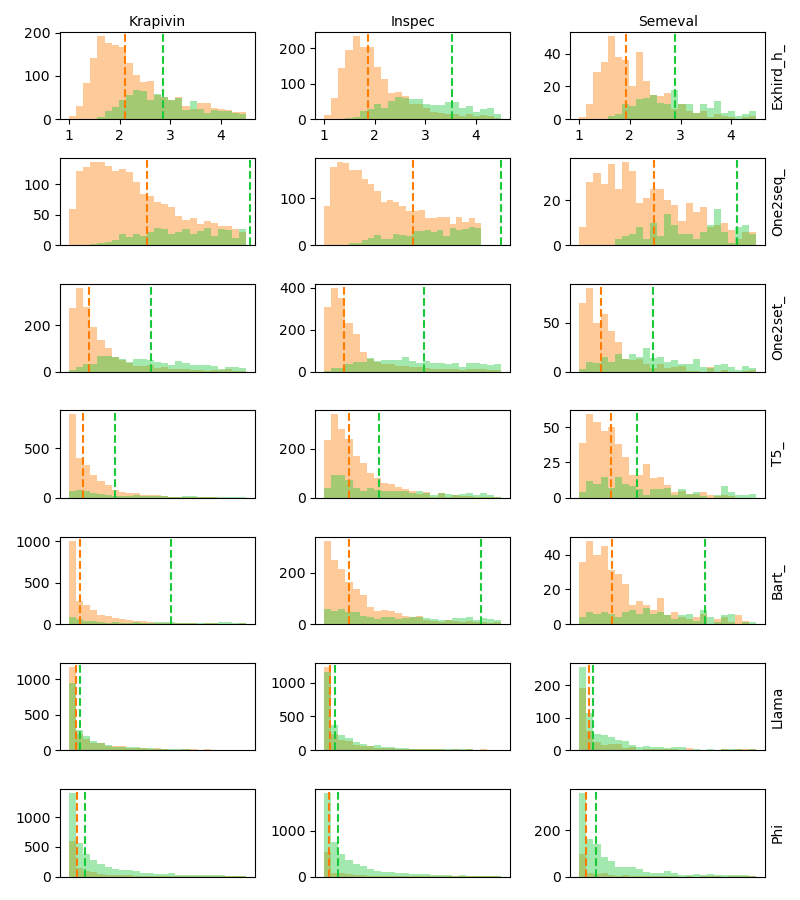 Krapivin Inspec Semeval
200 100 0 1 2 3 4
200 100 0 1 2 3 4
40 20 0 1 2 3 4 Exhird_h_
100 50 0
100 0
20 0 One2seq_
200 0
400 200 0
50 0 One2set_
500 0
200 0
50 25 0 T5_
1000 500 0
200 0
40 20 0 Bart_
1000 500 0
1000 500 0
200 100 0 Llama
1000 500 0
1000 0
200 0 Phi